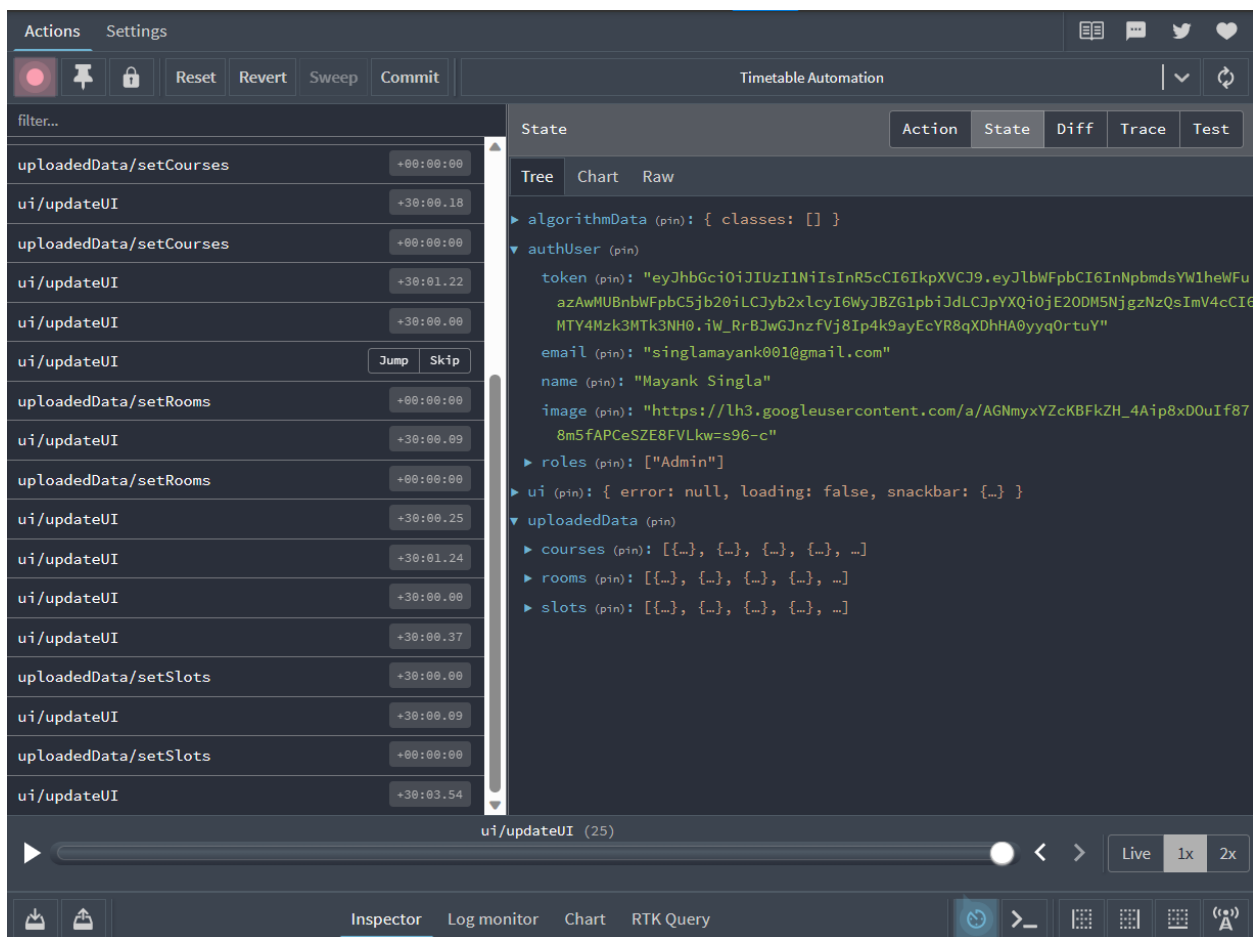 Actions Settings
Reset Revert Sweep Commit Timetable Automation
filter...
State Action State Diff Trace Test
Tree Chart Raw
uploadedData/setCourses +00:00:00
ui/updateUI +30:00.18
uploadedData/setCourses +00:00:00
ui/updateUI +30:01.22
ui/updateUI +30:00.00
ui/updateUI Jump Skip
uploadedData/setRooms +00:00:00
ui/updateUI +30:00.09
uploadedData/setRooms +00:00:00
ui/updateUI +30:00.25
ui/updateUI +30:01.24
ui/updateUI +30:00.00
ui/updateUI +30:00.37
uploadedData/setSlots +30:00.00
ui/updateUI +30:00.09
uploadedData/setSlots +00:00:00
ui/updateUI +30:03.54
algorithmData (pin): { classes: [] }
authUser (pin)
token (pin): "eyJhbGciOiJIUzI1NiIsInR5cCI6IkpXVCJ9.eyJlbWFpbCI6InNpbmdsYW1heWFu
azAwMUBnbWFpbC5jb20iLCJyb2xlcyI6WyJBZG1pbiJdLCJpYXQiOjE2ODM5NjgzNzQsImV4cCI6
MTY4Mzk3MTk3NH0.iW_RrBJwGJnzfVj8Ip4k9ayEcYR8qXDhHA0yyqOrtuY"
email (pin): "singlamayank001@gmail.com"
name (pin): "Mayank Singla"
image (pin): "https://lh3.googleusercontent.com/a/AGNmyxYZcKBFkZH_4Aip8xDOuIf87
8m5fAPCeSZE8FVLkw=s96-c"
roles (pin): ["Admin"]
ui (pin): { error: null, loading: false, snackbar: {…} }
uploadedData (pin)
courses (pin): [{…}, {…}, {…}, {…}, …]
rooms (pin): [{…}, {…}, {…}, {…}, …]
slots (pin): [{…}, {…}, {…}, {…}, …]
ui/updateUI (25)
Live 1x 2x
Inspector Log monitor Chart RTK Query